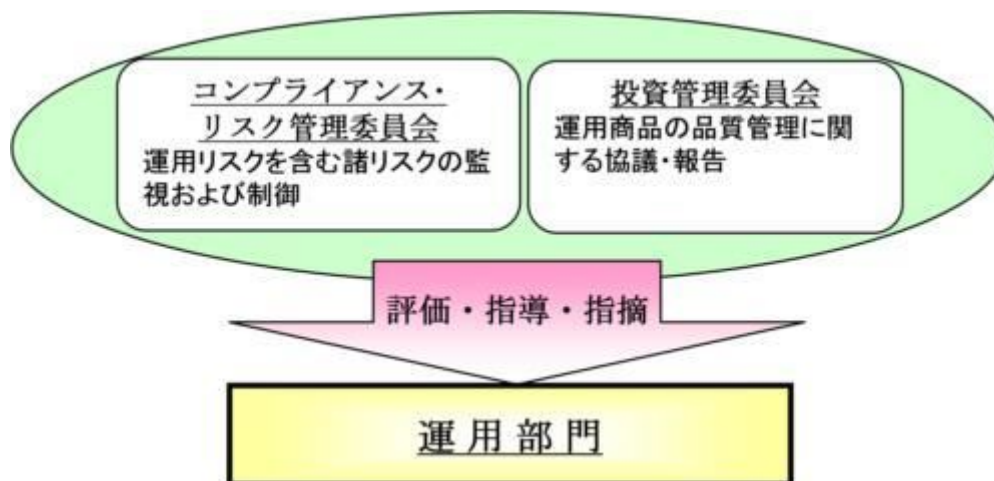 コンプライアンス・
リスク管理委員会
運用リスクを含む諸リスクの監
視および制御
投資管理委員会
運用商品の品質管理に関
する協議・報告
評価・指導・指摘
運用部門